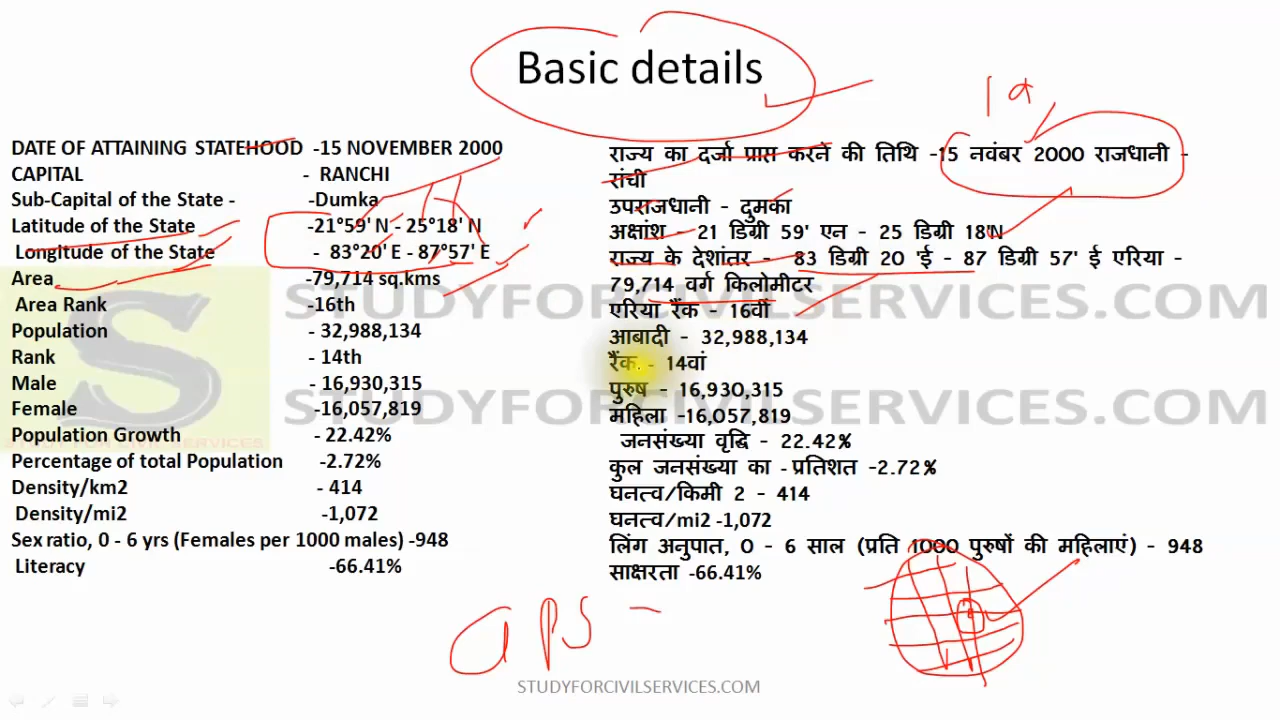 Basic details
DATE OF ATTAINING STATEHOOD -15 NOVEMBER 2000
CAPITAL - RANCHI
Sub-Capital of the State - -Dumka
Latitude of the State -21°59' N - 25°18' N
Longitude of the State - 83°20' E - 87°57' E
Area -79,714 sq.kms
Area Rank -16th
Population - 32,988,134
Rank - 14th
Male - 16,930,315
Female -16,057,819
Population Growth - 22.42%
Percentage of total Population -2.72%
Density/km2 - 414
Density/mi2 -1,072
Sex ratio, 0 - 6 yrs (Females per 1000 males) -948
Literacy -66.41%
राज्य का दर्जा प्राप्त करने की तिथि -15 नवंबर 2000 राजधानी -
रांची
उपराजधानी - दुमका
अक्षांश - 21 डिग्री 59' एन - 25 डिग्री 18'N
राज्य के देशांतर - 83 डिग्री 20 'ई - 87 डिग्री 57' ई एरिया -
79,714 वर्ग किलोमीटर
एरिया रैंक - 16वीं
आबादी - 32,988,134
रैंक - 14वां
पुरुष - 16,930,315
महिला -16,057,819
जनसंख्या वृद्धि - 22.42%
कुल जनसंख्या का - प्रतिशत -2.72%
घनत्व/किमी 2 - 414
घनत्व/mi2 -1,072
लिंग अनुपात, 0 - 6 साल (प्रति 1000 पुरुषों की महिलाएं) - 948
साक्षरता -66.41%
STUDYFORCIVILSERVICES.COM
STUDYFORCIVILSERVICES.COM
STUDY FOR CIVIL SERVICES
STUDYFORCIVILSERVICES.COM